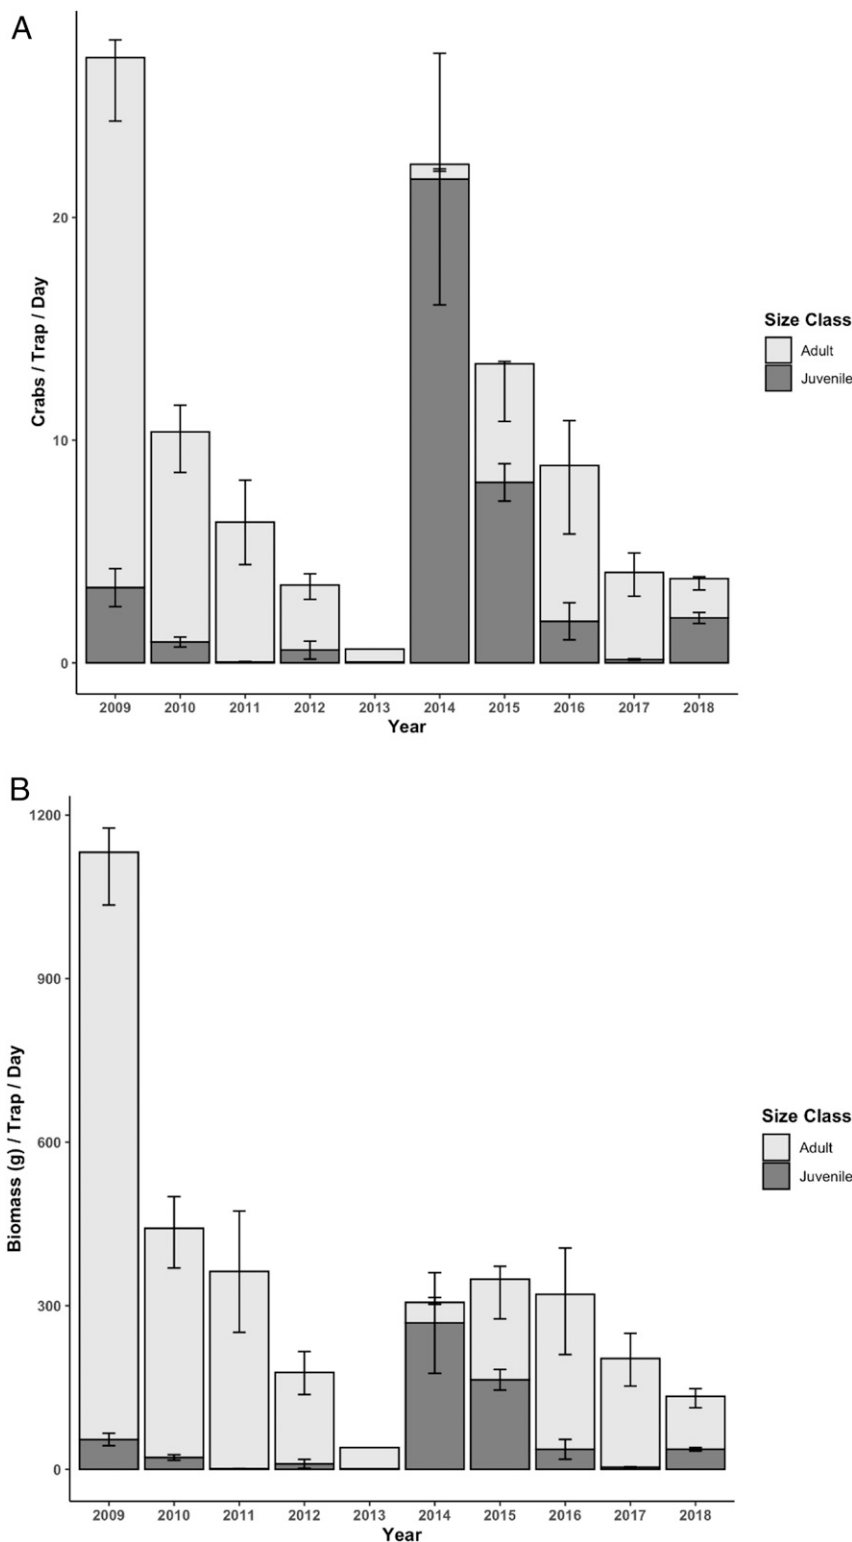 A
Crabs / Trap / Day
20
10
0
2009 2010 2011 2012 2013 2014 2015 2016 2017 2018
Year
Size Class
Adult
Juvenile
B
Biomass (g) / Trap / Day
1200
900
600
300
0
2009 2010 2011 2012 2013 2014 2015 2016 2017 2018
Year
Size Class
Adult
Juvenile